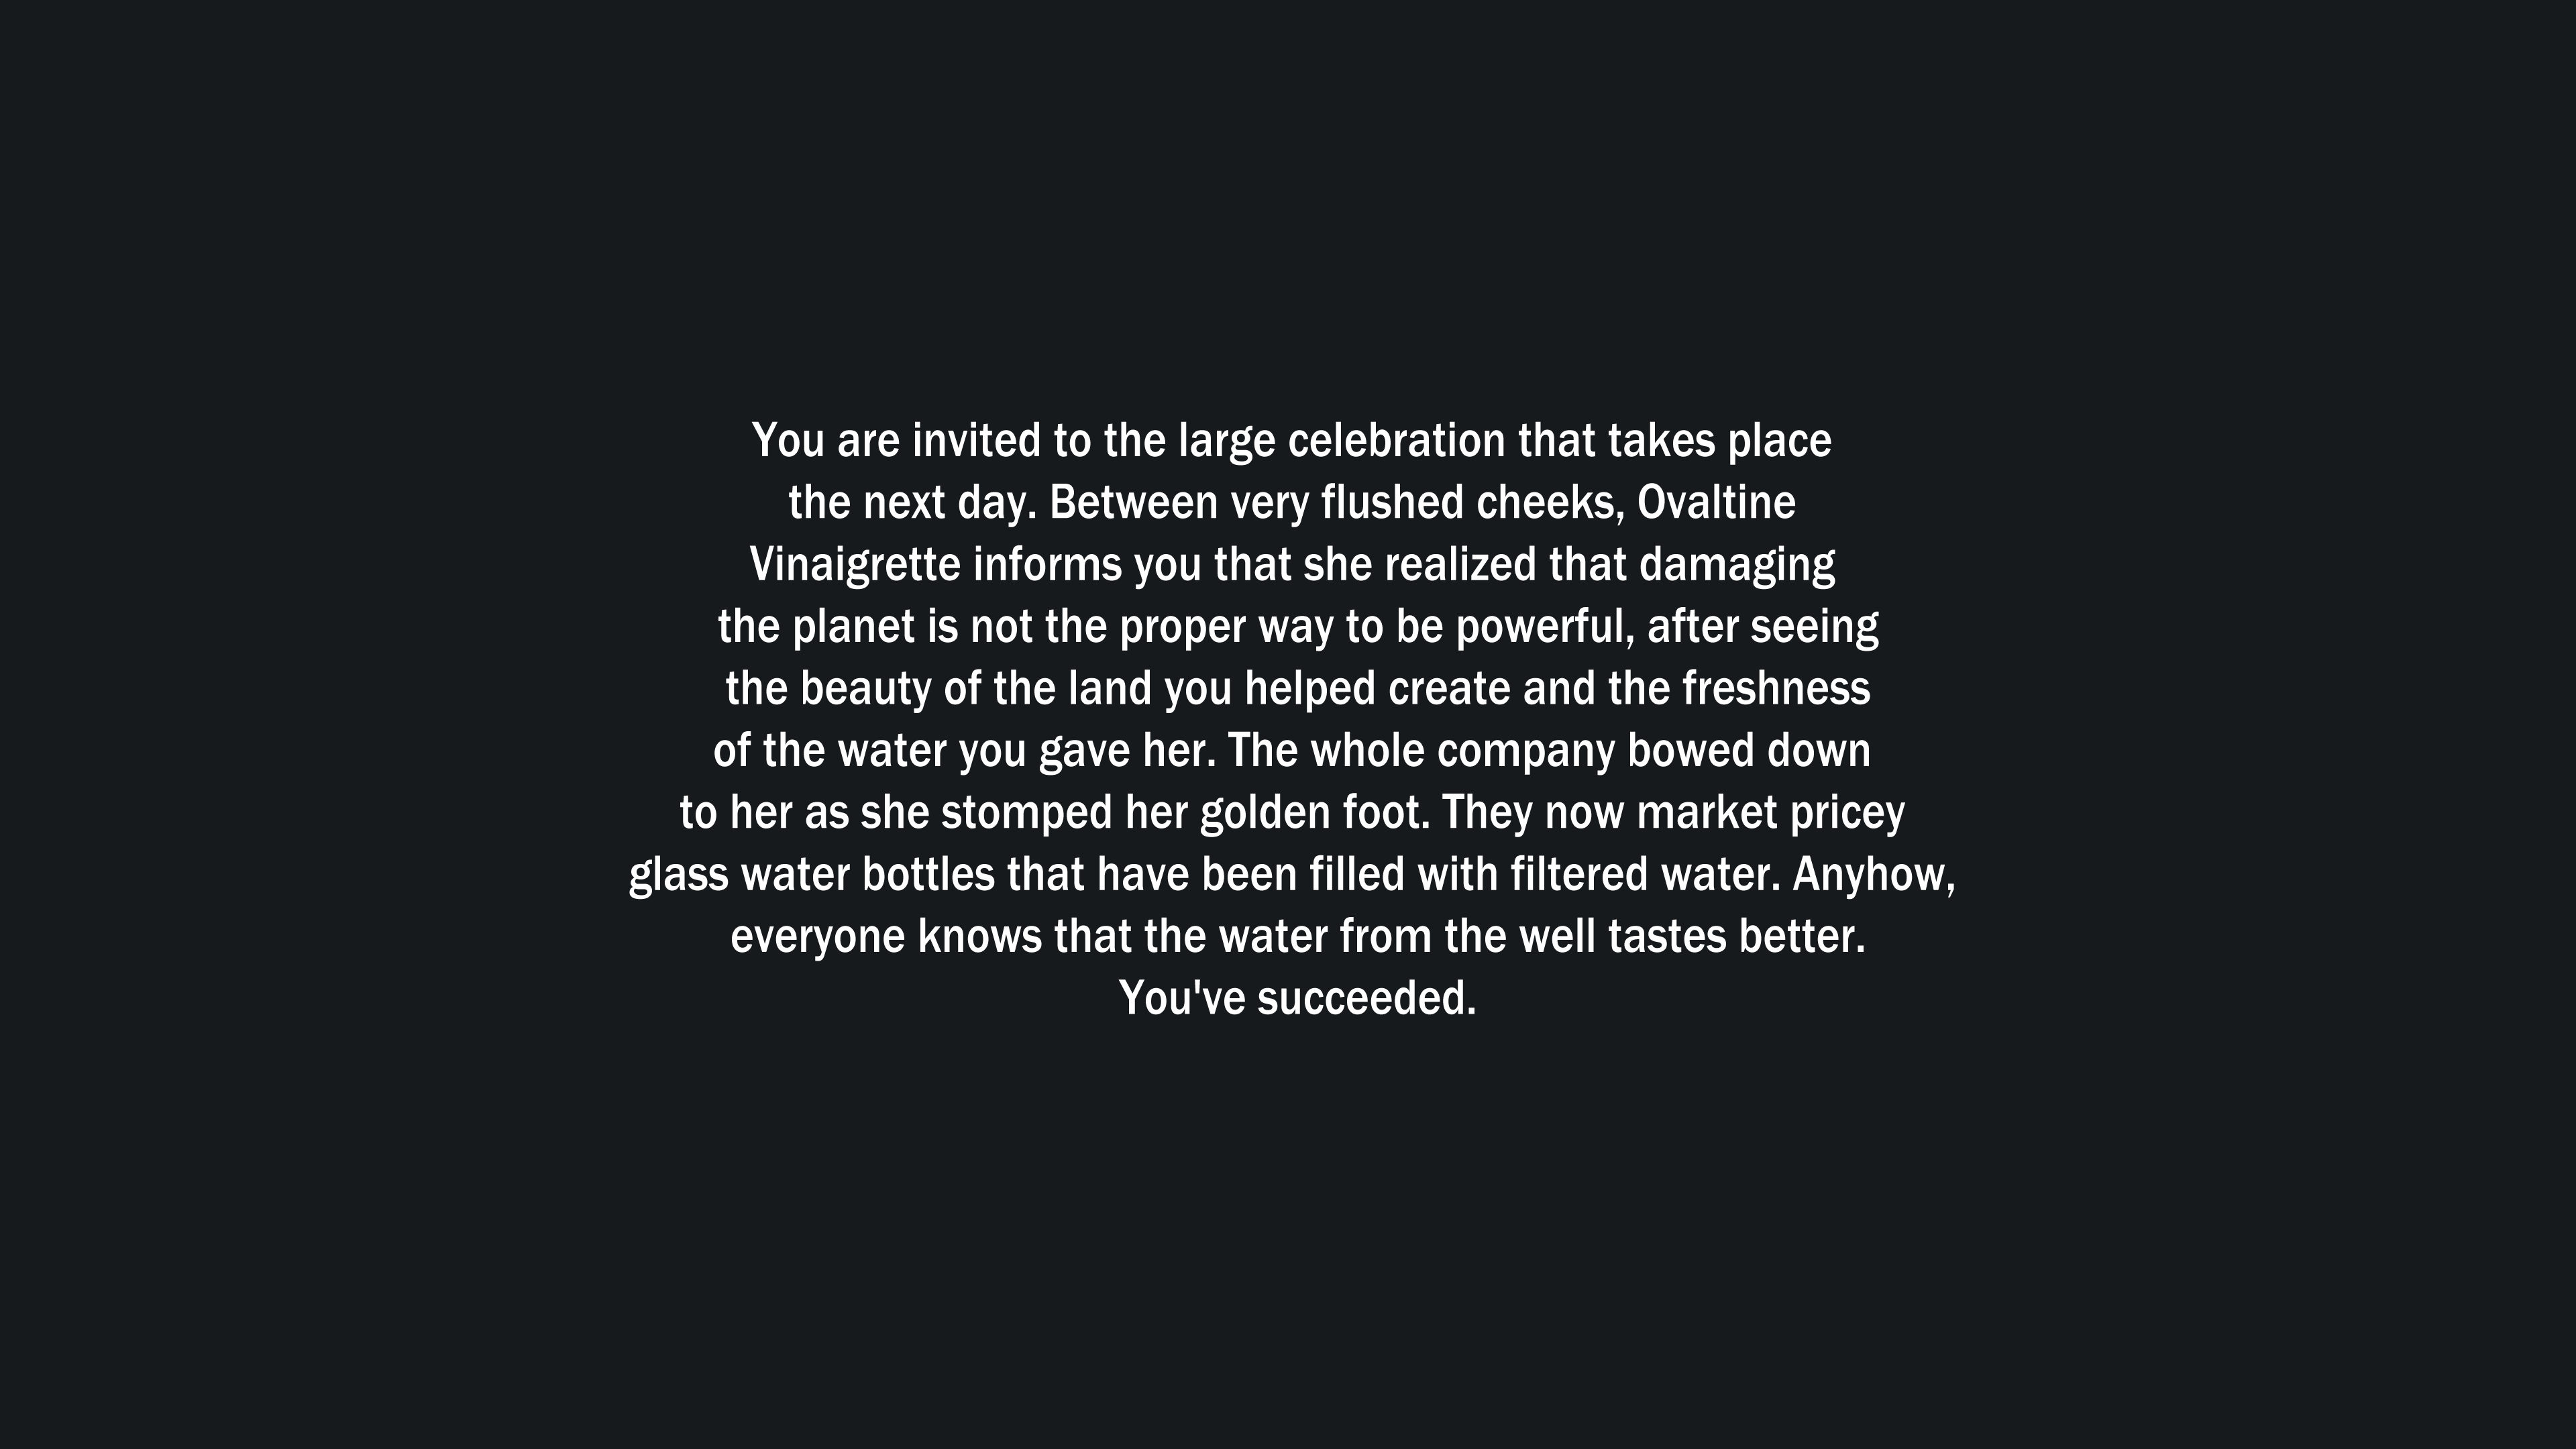 You are invited to the large celebration that takes place
the next day. Between very flushed cheeks, Ovaltine
Vinaigrette informs you that she realized that damaging
the planet is not the proper way to be powerful, after seeing
the beauty of the land you helped create and the freshness
of the water you gave her. The whole company bowed down
to her as she stomped her golden foot. They now market pricey
glass water bottles that have been filled with filtered water. Anyhow,
everyone knows that the water from the well tastes better.
You've succeeded.